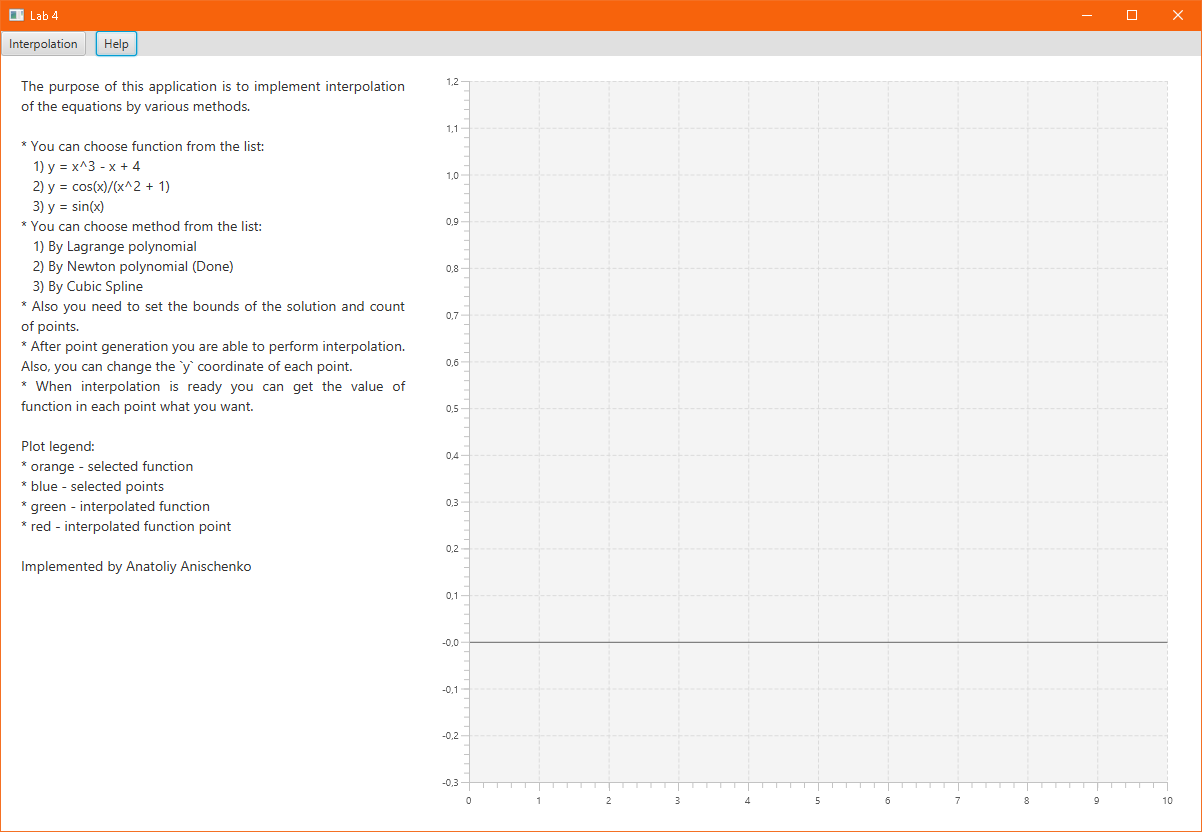 Lab 4
Interpolation
Help
The purpose of this application is to implement interpolation
of the equations by various methods.
* You can choose function from the list:
1) y = x^3 - x + 4
2) y = cos(x)/(x^2 + 1)
3) y = sin(x)
* You can choose method from the list:
1) By Lagrange polynomial
2) By Newton polynomial (Done)
3) By Cubic Spline
* Also you need to set the bounds of the solution and count
of points.
* After point generation you are able to perform interpolation.
Also, you can change the `y` coordinate of each point.
* When interpolation is ready you can get the value of
function in each point what you want.
Plot legend:
* orange - selected function
* blue - selected points
* green - interpolated function
* red - interpolated function point
Implemented by Anatoliy Anischenko
1,2
1,1
1,0
0,9
0,8
0,7
0,6
0,5
0,4
0,3
0,2
0,1
-0,0
-0,1
-0,2
-0,3
0 1 2 3 4 5 6 7 8 9 10